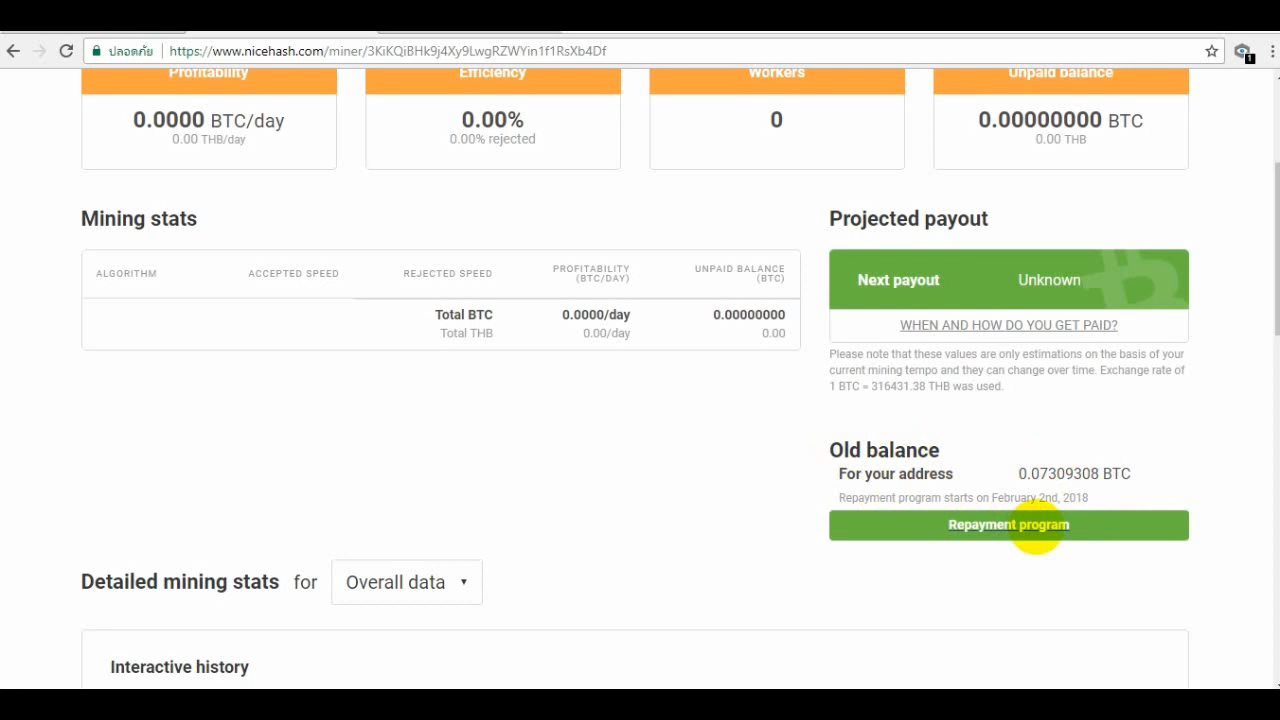 ปลอดภัย https://www.nicehash.com/miner/3KiKQiBHk9j4Xy9LwgRZWYin1f1RsXb4Df
1
Profitability
0.0000 BTC/day
0.00 THB/day
Efficiency
0.00%
0.00% rejected
Workers
0
Unpaid balance
0.00000000 BTC
0.00 THB
Mining stats
ALGORITHM ACCEPTED SPEED REJECTED SPEED PROFITABILITY (BTC/DAY) UNPAID BALANCE (BTC)
Total BTC 0.0000/day 0.00000000
Total THB 0.00/day 0.00
Projected payout
Next payout Unknown
WHEN AND HOW DO YOU GET PAID?
Please note that these values are only estimations on the basis of your
current mining tempo and they can change over time. Exchange rate of
1 BTC = 316431.38 THB was used.
Old balance
For your address 0.07309308 BTC
Repayment program starts on February 2nd, 2018
Repayment program
Detailed mining stats for Overall data
Interactive history